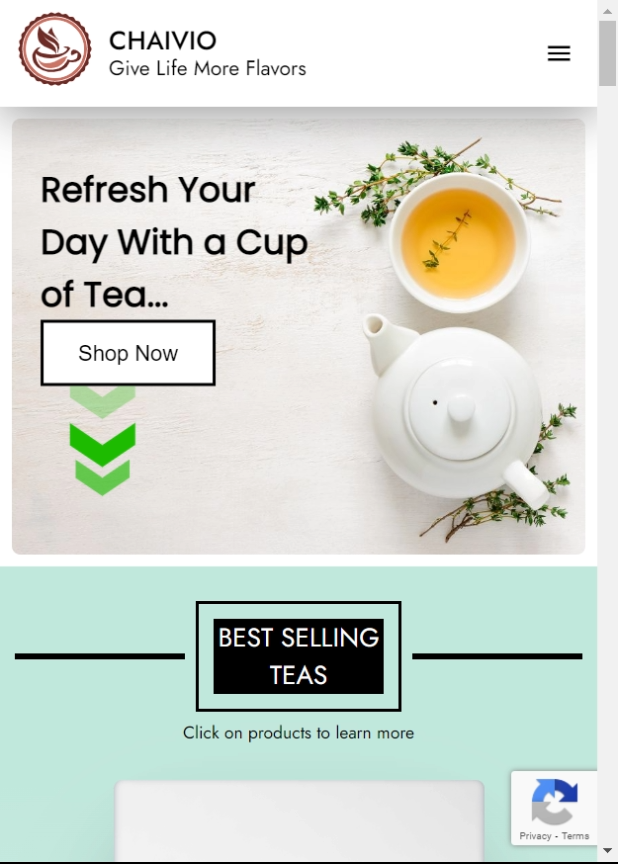 CHAIVIO
Give Life More Flavors
Refresh Your
Day With a Cup
of Tea...
Shop Now
BEST SELLING
TEAS
Click on products to learn more
Privacy - Terms